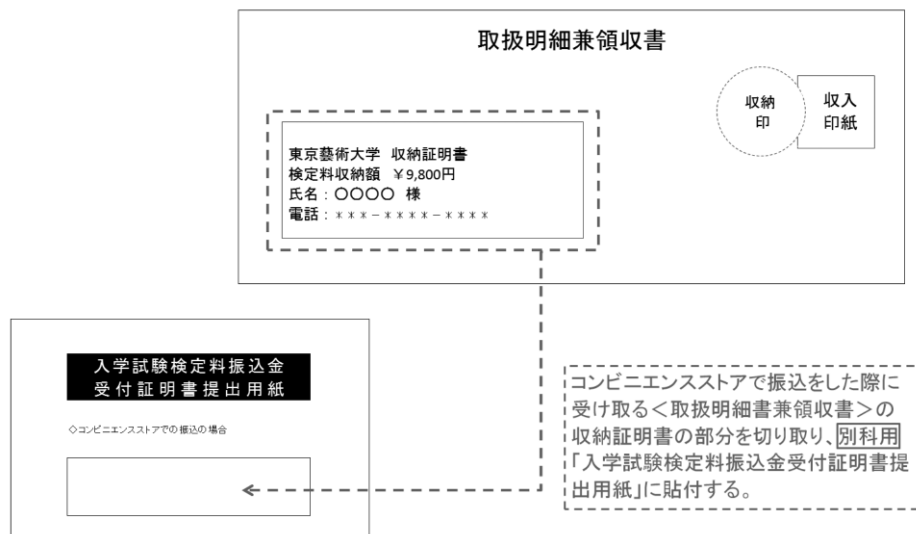 取扱明細兼領収書
収納
印
収入
印紙
東京藝術大学 収納証明書
検定料収納額 ￥9,800円
氏名：〇〇〇〇 様
電話：＊＊＊－＊＊＊＊－＊＊＊＊
入学試験検定料振込金
受付証明書提出用紙
◇コンビニエンスストアでの振込の場合
コンビニエンスストアで振込をした際に
受け取る＜取扱明細書兼領収書＞の
収納証明書の部分を切り取り、別科用
「入学試験検定料振込金受付証明書提
出用紙」に貼付する。